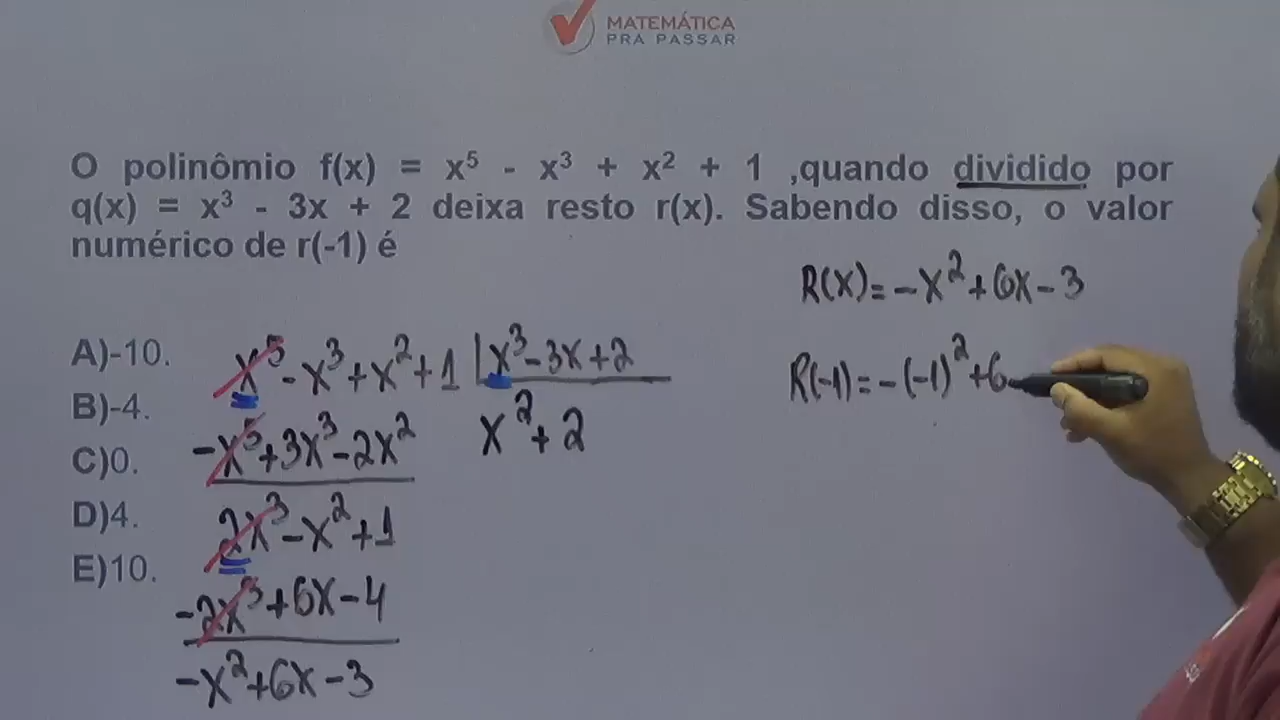 MATEMÁTICA
PRA PASSAR
O polinômio f(x) = x⁵ - x³ + x² + 1 ,quando dividido por
q(x) = x³ - 3x + 2 deixa resto r(x). Sabendo disso, o valor
numérico de r(-1) é
R(x) = -x² + 6x - 3
A)-10.
B)-4.
C)0.
D)4.
E)10.
x⁵ - x³ + x² + 1 | x³ - 3x + 2
-x⁵ + 3x³ - 2x² x² + 2
2x³ - x² + 1
-2x³ + 6x - 4
-x² + 6x - 3
R(-1) = -(-1)² + 6